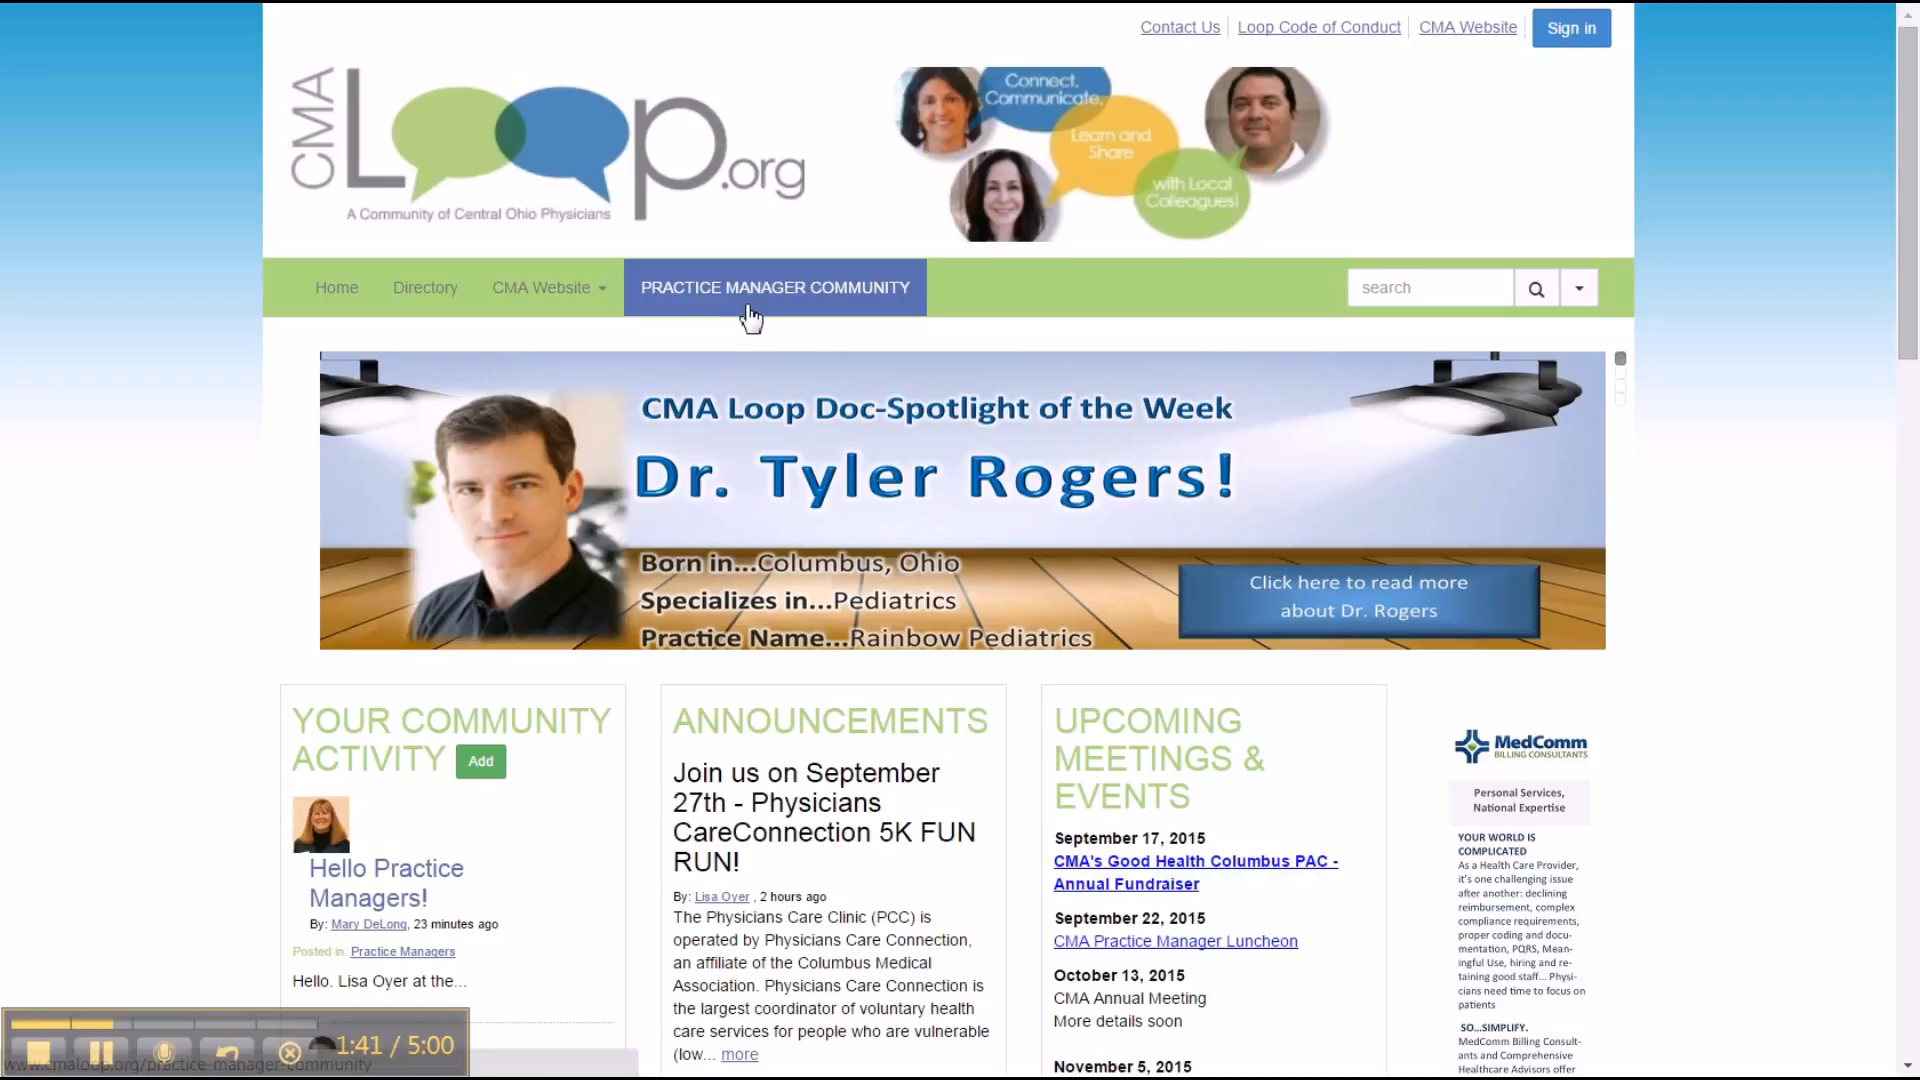 Contact Us
Loop Code of Conduct
CMA Website
Sign in
CMA
Loop.org
A Community of Central Ohio Physicians
Connect,
Communicate,
Learn and
Share
with Local
Colleagues!
Home
Directory
CMA Website
PRACTICE MANAGER COMMUNITY
search
CMA Loop Doc-Spotlight of the Week
Dr. Tyler Rogers!
Born in...Columbus, Ohio
Specializes in...Pediatrics
Practice Name...Rainbow Pediatrics
Click here to read more
about Dr. Rogers
YOUR COMMUNITY
ACTIVITY
Add
Hello Practice
Managers!
By: Mary DeLong, 23 minutes ago
Posted in: Practice Managers
Hello. Lisa Oyer at the...
ANNOUNCEMENTS
Join us on September
27th - Physicians
CareConnection 5K FUN
RUN!
By: Lisa Oyer , 2 hours ago
The Physicians Care Clinic (PCC) is
operated by Physicians Care Connection,
an affiliate of the Columbus Medical
Association. Physicians Care Connection is
the largest coordinator of voluntary health
care services for people who are vulnerable
(low... more
UPCOMING
MEETINGS &
EVENTS
September 17, 2015
CMA's Good Health Columbus PAC -
Annual Fundraiser
September 22, 2015
CMA Practice Manager Luncheon
October 13, 2015
CMA Annual Meeting
More details soon
November 5, 2015
MedComm
BILLING CONSULTANTS
Personal Services,
National Expertise
YOUR WORLD IS
COMPLICATED
As a Health Care Provider,
it's one challenging issue
after another: declining
reimbursement, complex
compliance requirements,
proper coding and docu-
mentation, PQRS, Mean-
ingful Use, hiring and re-
taining good staff... Physi-
cians need time to focus on
patients
SO...SIMPLIFY.
MedComm Billing Consult-
ants and Comprehensive
Healthcare Advisors offer
1:41 / 5:00
www.cmaloop.org/practice-manager-community